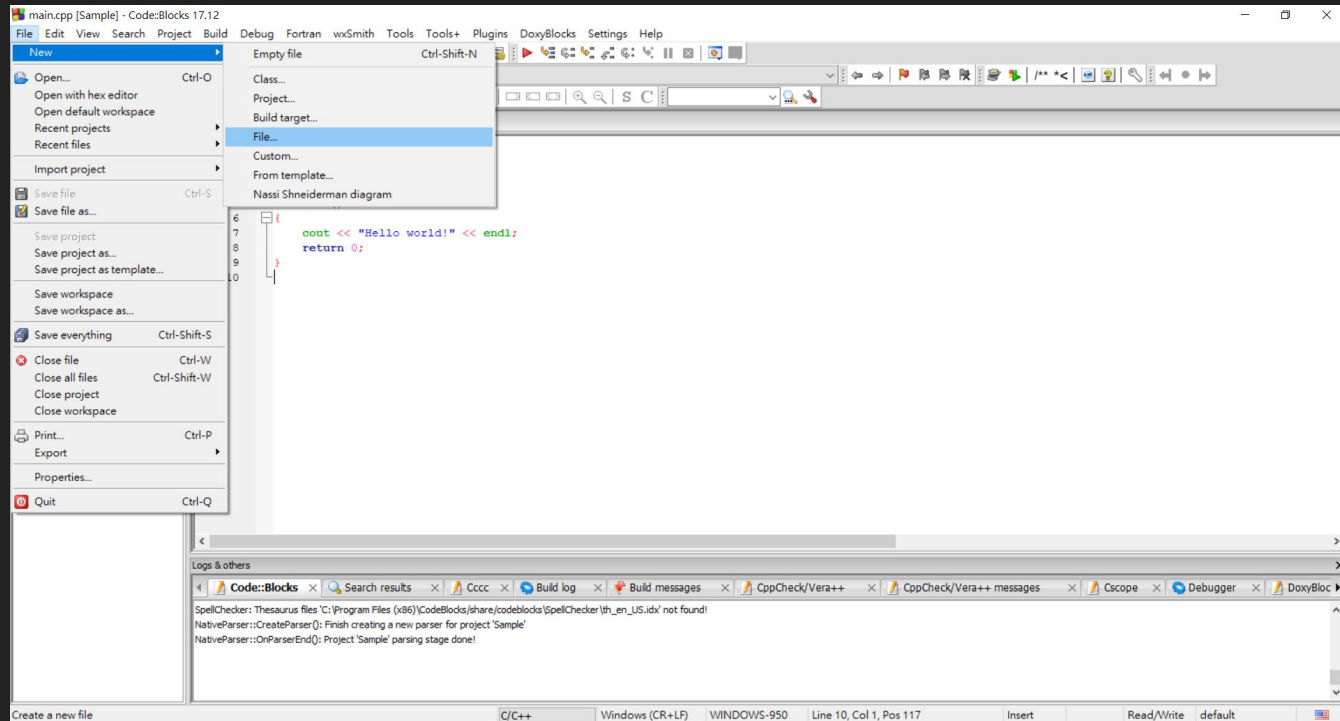 main.cpp [Sample] - Code::Blocks 17.12
File Edit View Search Project Build Debug Fortran wxSmith Tools Tools+ Plugins DoxyBlocks Settings Help
New
Open... Ctrl-O
Open with hex editor
Open default workspace
Recent projects
Recent files
Import project
Save file Ctrl-S
Save file as...
Save project
Save project as...
Save project as template...
Save workspace
Save workspace as...
Save everything Ctrl-Shift-S
Close file Ctrl-W
Close all files Ctrl-Shift-W
Close project
Close workspace
Print... Ctrl-P
Export
Properties...
Quit Ctrl-Q
Empty file Ctrl-Shift-N
Class...
Project...
Build target...
File...
Custom...
From template...
Nassi Shneiderman diagram
S C
/** *<
6 {
7 cout << "Hello world!" << endl;
8 return 0;
9 }
10
Logs & others
Code::Blocks Search results Cccc Build log Build messages CppCheck/Vera++ CppCheck/Vera++ messages Cscope Debugger DoxyBloc
SpellChecker: Thesaurus files 'C:\Program Files (x86)\CodeBlocks/share/codeblocks\SpellChecker\th_en_US.idx' not found!
NativeParser::CreateParser(): Finish creating a new parser for project 'Sample'
NativeParser::OnParserEnd(): Project 'Sample' parsing stage done!
Create a new file C/C++ Windows (CR+LF) WINDOWS-950 Line 10, Col 1, Pos 117 Insert Read/Write default